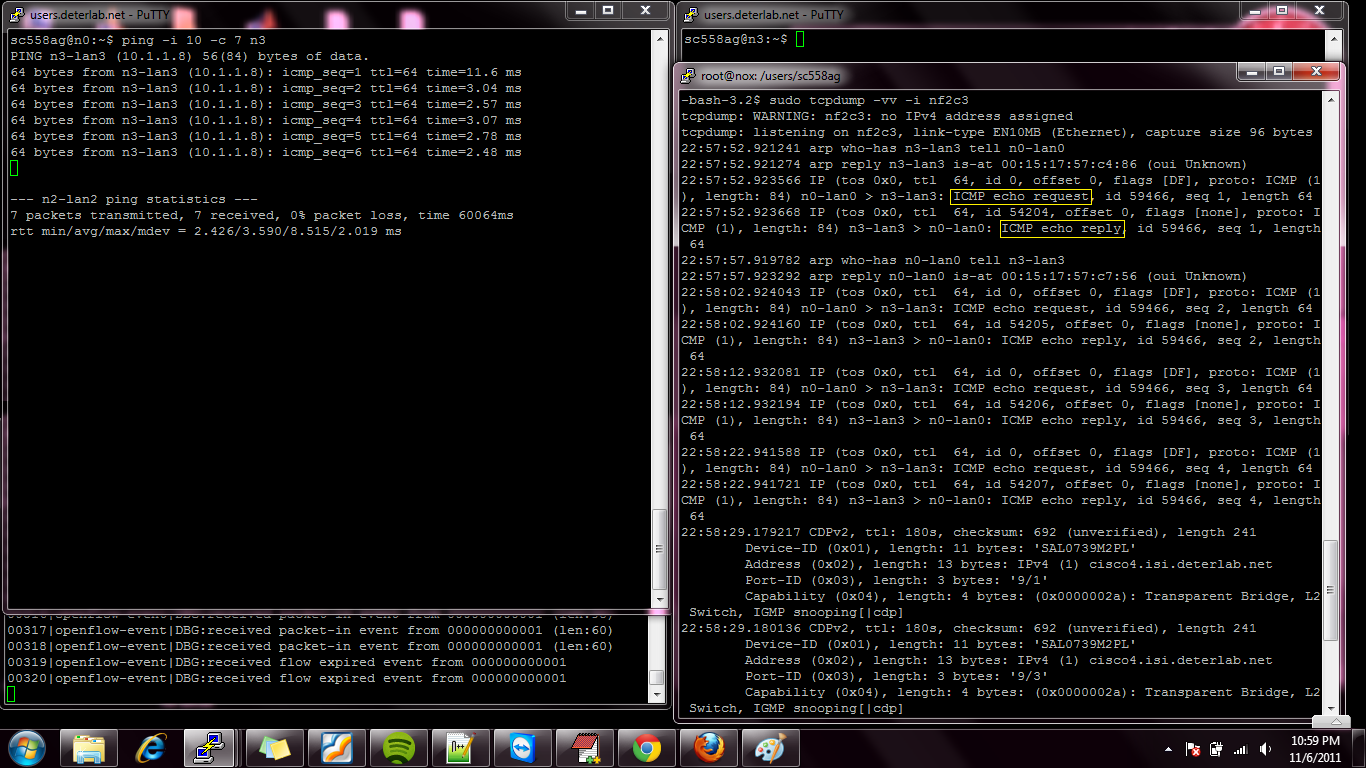 users.deterlab.net - PuTTY
sc558ag@n0:~$ ping -i 10 -c 7 n3
PING n3-lan3 (10.1.1.8) 56(84) bytes of data.
64 bytes from n3-lan3 (10.1.1.8): icmp_seq=1 ttl=64 time=11.6 ms
64 bytes from n3-lan3 (10.1.1.8): icmp_seq=2 ttl=64 time=3.04 ms
64 bytes from n3-lan3 (10.1.1.8): icmp_seq=3 ttl=64 time=2.57 ms
64 bytes from n3-lan3 (10.1.1.8): icmp_seq=4 ttl=64 time=3.07 ms
64 bytes from n3-lan3 (10.1.1.8): icmp_seq=5 ttl=64 time=2.78 ms
64 bytes from n3-lan3 (10.1.1.8): icmp_seq=6 ttl=64 time=2.48 ms
--- n2-lan2 ping statistics ---
7 packets transmitted, 7 received, 0% packet loss, time 60064ms
rtt min/avg/max/mdev = 2.426/3.590/8.515/2.019 ms
00317|openflow-event|DBG:received packet-in event from 000000000001 (len:60)
00318|openflow-event|DBG:received packet-in event from 000000000001 (len:60)
00319|openflow-event|DBG:received flow expired event from 000000000001
00320|openflow-event|DBG:received flow expired event from 000000000001
users.deterlab.net - PuTTY
sc558ag@n3:~$
root@nox: /users/sc558ag
-bash-3.2$ sudo tcpdump -vv -i nf2c3
tcpdump: WARNING: nf2c3: no IPv4 address assigned
tcpdump: listening on nf2c3, link-type EN10MB (Ethernet), capture size 96 bytes
22:57:52.921241 arp who-has n3-lan3 tell n0-lan0
22:57:52.921274 arp reply n3-lan3 is-at 00:15:17:57:c4:86 (oui Unknown)
22:57:52.923566 IP (tos 0x0, ttl  64, id 0, offset 0, flags [DF], proto: ICMP (1
), length: 84) n0-lan0 > n3-lan3: ICMP echo request, id 59466, seq 1, length 64
22:57:52.923668 IP (tos 0x0, ttl  64, id 54204, offset 0, flags [none], proto: I
CMP (1), length: 84) n3-lan3 > n0-lan0: ICMP echo reply, id 59466, seq 1, length
64
22:57:57.919782 arp who-has n0-lan0 tell n3-lan3
22:57:57.923292 arp reply n0-lan0 is-at 00:15:17:57:c7:56 (oui Unknown)
22:58:02.924043 IP (tos 0x0, ttl  64, id 0, offset 0, flags [DF], proto: ICMP (1
), length: 84) n0-lan0 > n3-lan3: ICMP echo request, id 59466, seq 2, length 64
22:58:02.924160 IP (tos 0x0, ttl  64, id 54205, offset 0, flags [none], proto: I
CMP (1), length: 84) n3-lan3 > n0-lan0: ICMP echo reply, id 59466, seq 2, length
64
22:58:12.932081 IP (tos 0x0, ttl  64, id 0, offset 0, flags [DF], proto: ICMP (1
), length: 84) n0-lan0 > n3-lan3: ICMP echo request, id 59466, seq 3, length 64
22:58:12.932194 IP (tos 0x0, ttl  64, id 54206, offset 0, flags [none], proto: I
CMP (1), length: 84) n3-lan3 > n0-lan0: ICMP echo reply, id 59466, seq 3, length
64
22:58:22.941588 IP (tos 0x0, ttl  64, id 0, offset 0, flags [DF], proto: ICMP (1
), length: 84) n0-lan0 > n3-lan3: ICMP echo request, id 59466, seq 4, length 64
22:58:22.941721 IP (tos 0x0, ttl  64, id 54207, offset 0, flags [none], proto: I
CMP (1), length: 84) n3-lan3 > n0-lan0: ICMP echo reply, id 59466, seq 4, length
64
22:58:29.179217 CDPv2, ttl: 180s, checksum: 692 (unverified), length 241
Device-ID (0x01), length: 11 bytes: 'SAL0739M2PL'
Address (0x02), length: 13 bytes: IPv4 (1) cisco4.isi.deterlab.net
Port-ID (0x03), length: 3 bytes: '9/1'
Capability (0x04), length: 4 bytes: (0x0000002a): Transparent Bridge, L2
Switch, IGMP snooping[|cdp]
22:58:29.180136 CDPv2, ttl: 180s, checksum: 692 (unverified), length 241
Device-ID (0x01), length: 11 bytes: 'SAL0739M2PL'
Address (0x02), length: 13 bytes: IPv4 (1) cisco4.isi.deterlab.net
Port-ID (0x03), length: 3 bytes: '9/3'
Capability (0x04), length: 4 bytes: (0x0000002a): Transparent Bridge, L2
Switch, IGMP snooping[|cdp]
10:59 PM
11/6/2011